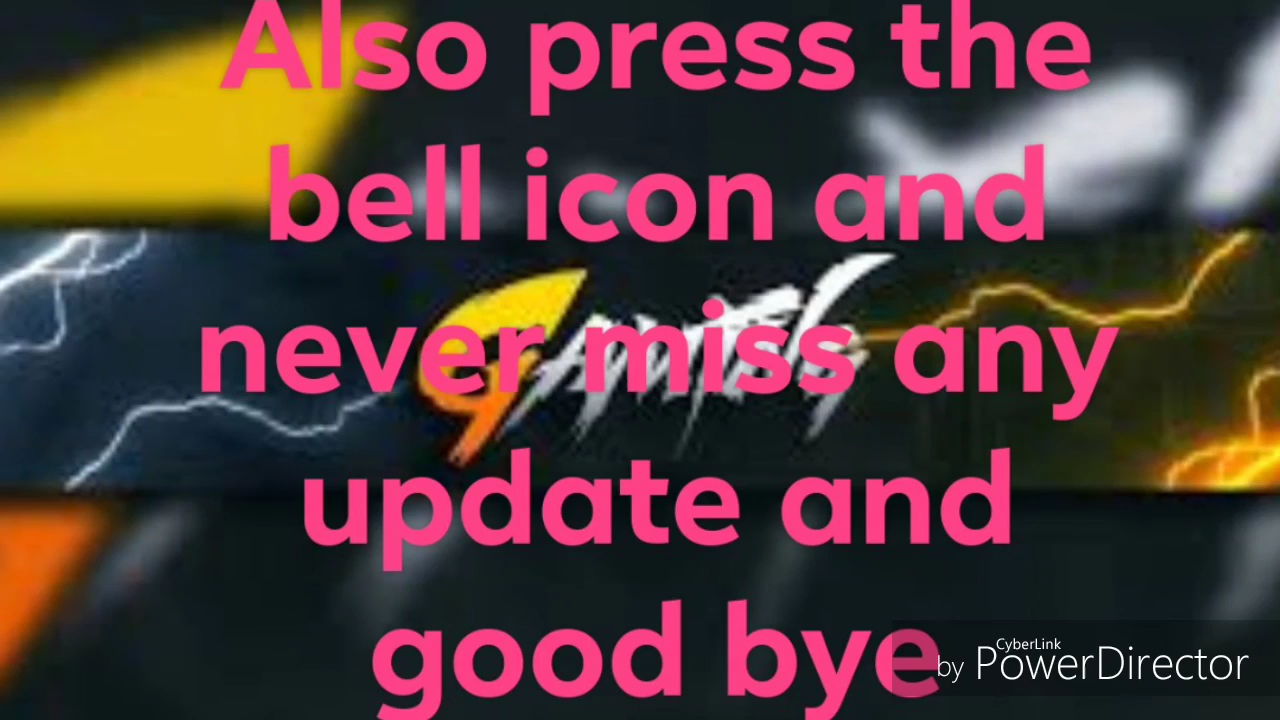 Also press the
bell icon and
never miss any
update and
good bye
CyberLink
by PowerDirector